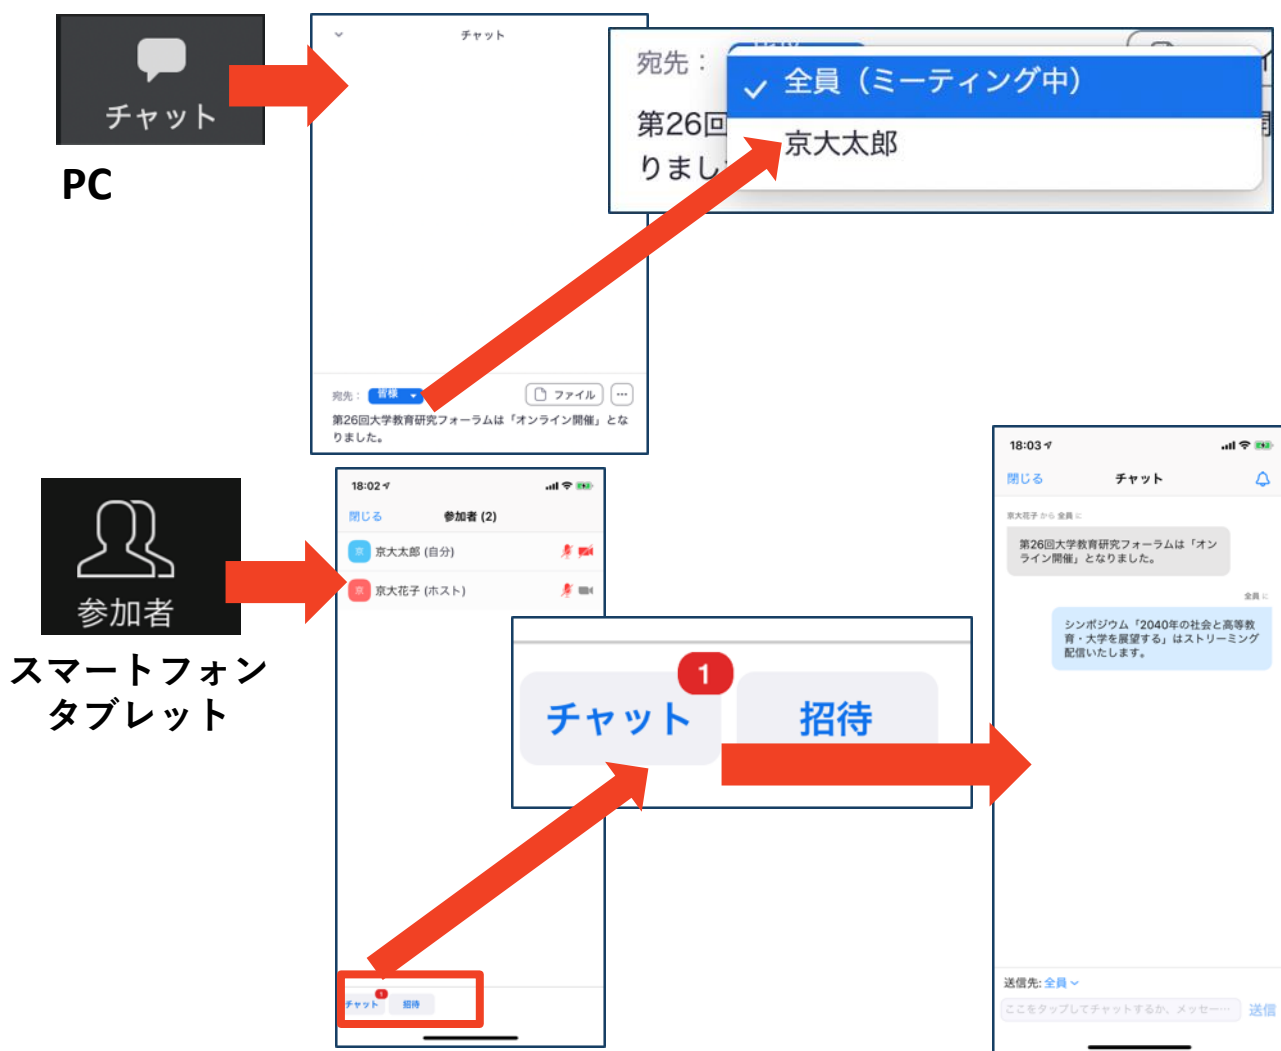 チャット
PC
チャット
宛先：
皆様
ファイル
第26回大学教育研究フォーラムは「オンライン開催」とな
りました。
宛先：
全員（ミーティング中）
第26回
りまし
京大太郎
参加者
スマートフォン
タブレット
18:02
閉じる
参加者 (2)
京 京大太郎 (自分)
京 京大花子 (ホスト)
チャット
1
招待
チャット
1
招待
18:03
閉じる
チャット
京大花子 から 全員 に
第26回大学教育研究フォーラムは「オン
ライン開催」となりました。
全員 に
シンポジウム「2040年の社会と高等教
育・大学を展望する」はストリーミング
配信いたします。
送信先: 全員
ここをタップしてチャットするか、メッセー…
送信